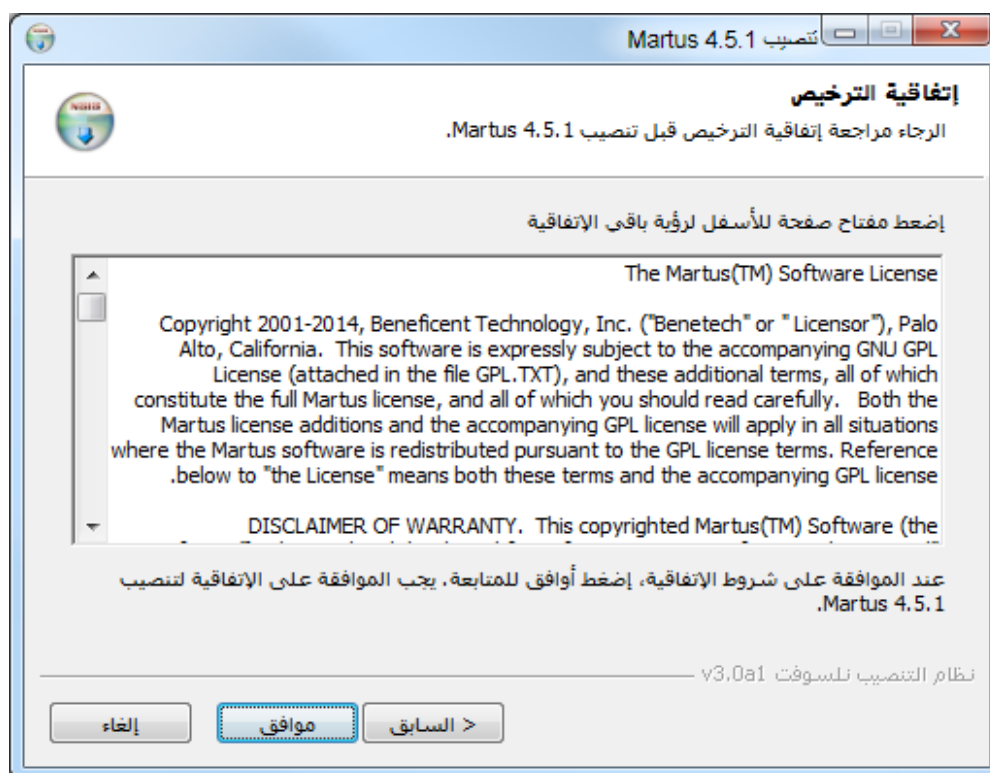 تنصيب Martus 4.5.1
إتفاقية الترخيص
الرجاء مراجعة إتفاقية الترخيص قبل تنصيب Martus 4.5.1.
إضعط مفتاح صفحة للأسفل لرؤية باقي الإتفاقية
The Martus(TM) Software License
Copyright 2001-2014, Beneficent Technology, Inc. ("Benetech" or " Licensor"), Palo
Alto, California.  This software is expressly subject to the accompanying GNU GPL
License (attached in the file GPL.TXT), and these additional terms, all of which
constitute the full Martus license, and all of which you should read carefully.   Both the
Martus license additions and the accompanying GPL license will apply in all situations
where the Martus software is redistributed pursuant to the GPL license terms. Reference
.below to "the License" means both these terms and the accompanying GPL license
DISCLAIMER OF WARRANTY.  This copyrighted Martus(TM) Software (the
عند الموافقة على شروط الإتفاقية، إضغط أوافق للمتابعة. يجب الموافقة على الإتفاقية لتنصيب
Martus 4.5.1.
نظام التنصيب نلسوفت v3.0a1
< السابق
موافق
إلغاء